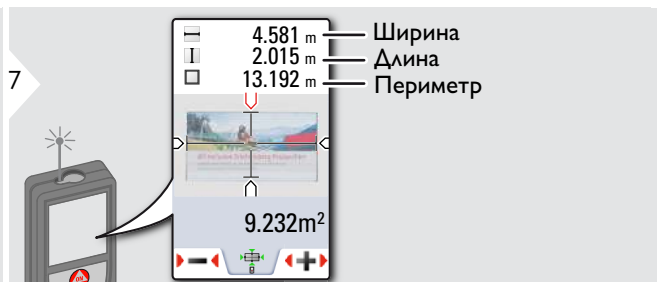 4.581 m Ширина
2.015 m Длина
13.192 m Периметр
7
9.232m²